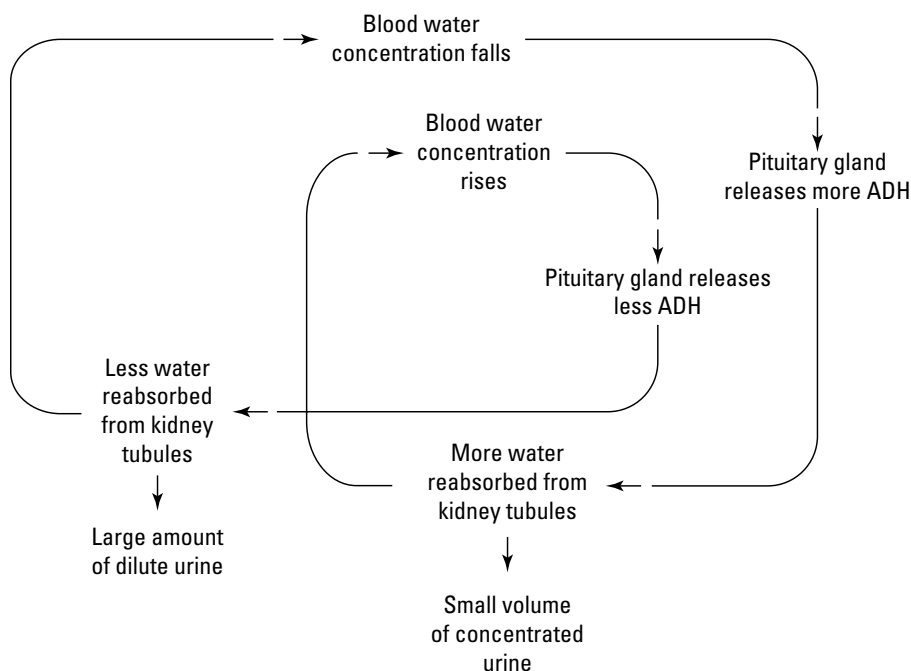 Blood water
concentration falls
Blood water
concentration
rises
Pituitary gland
releases more ADH
Pituitary gland releases
less ADH
Less water
reabsorbed
from kidney
tubules
More water
reabsorbed from
kidney tubules
Large amount
of dilute urine
Small volume
of concentrated
urine